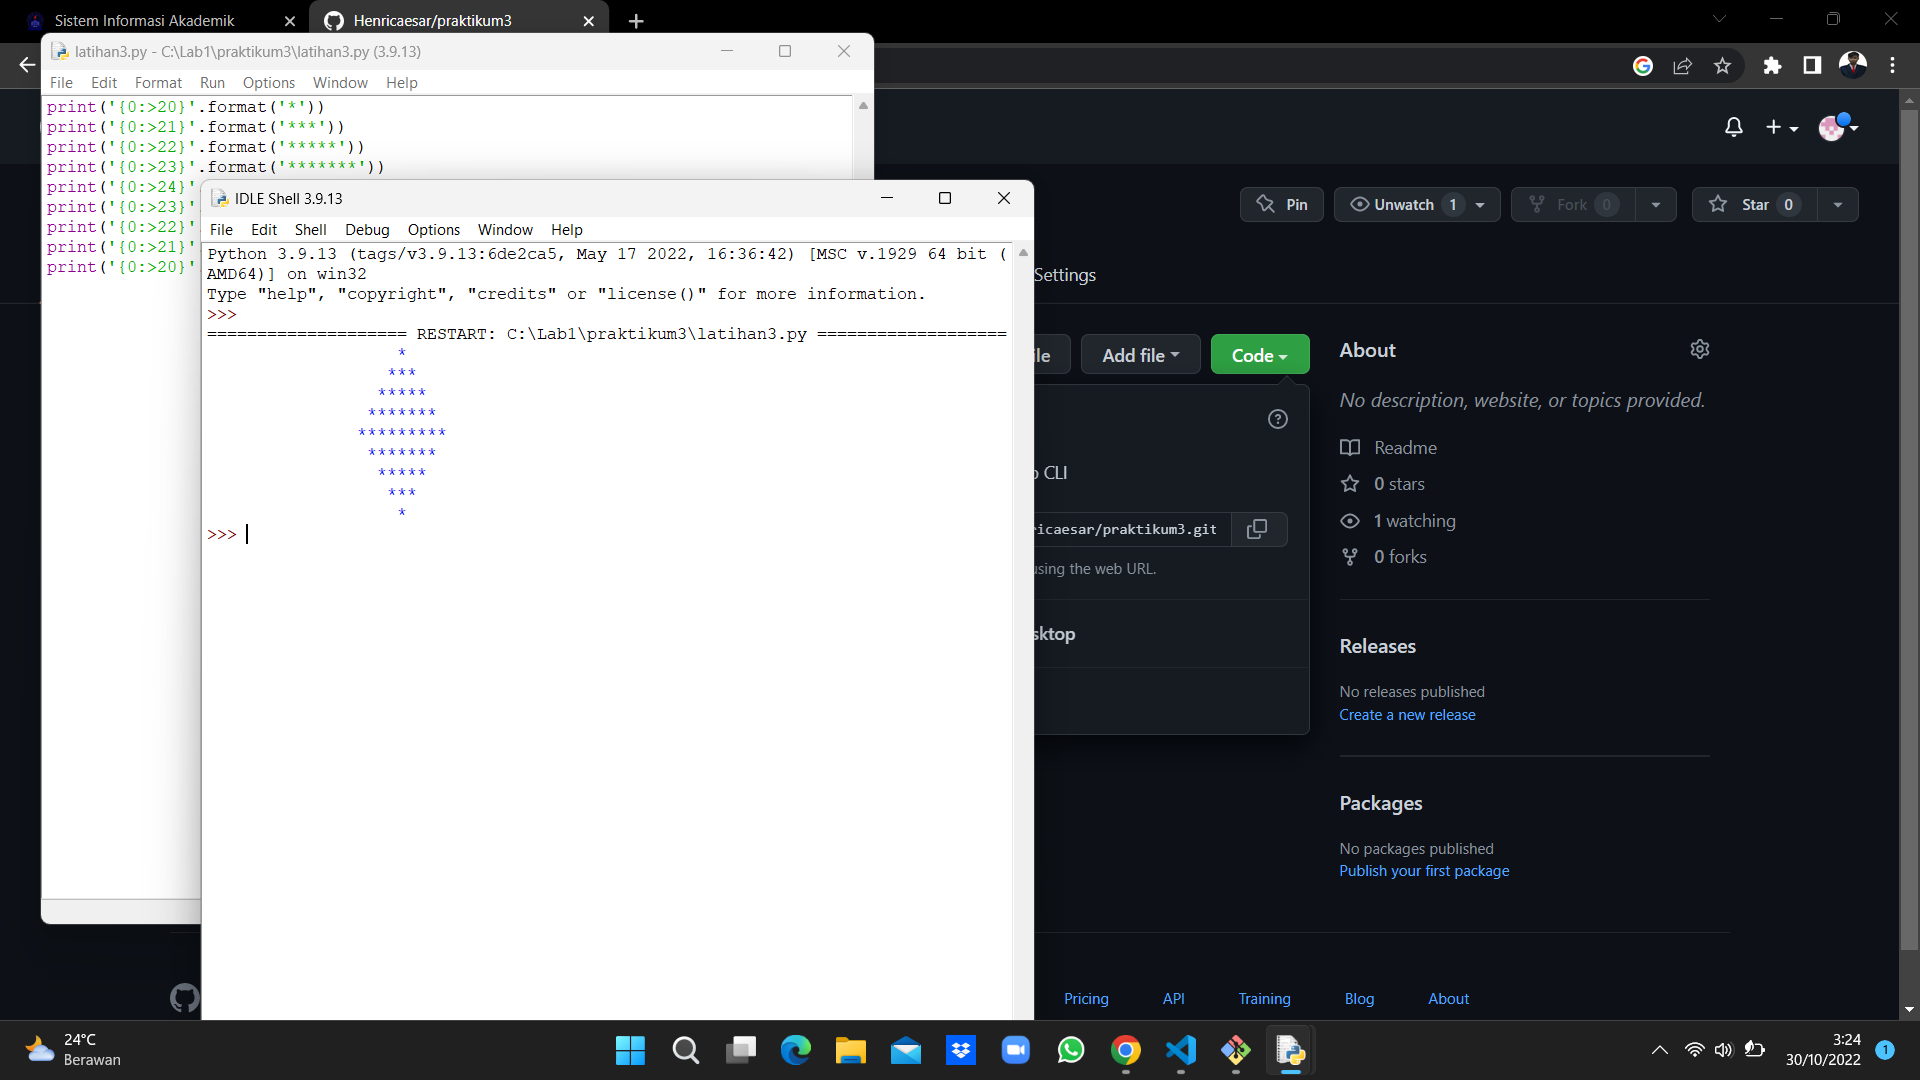 Sistem Informasi Akademik
Henricaesar/praktikum3
latihan3.py - C:\Lab1\praktikum3\latihan3.py (3.9.13)
File Edit Format Run Options Window Help
print('{0:>20}'.format('*'))
print('{0:>21}'.format('***'))
print('{0:>22}'.format('*****'))
print('{0:>23}'.format('*******'))
print('{0:>24}'
print('{0:>23}'
print('{0:>22}'
print('{0:>21}'
print('{0:>20}'
IDLE Shell 3.9.13
File Edit Shell Debug Options Window Help
Python 3.9.13 (tags/v3.9.13:6de2ca5, May 17 2022, 16:36:42) [MSC v.1929 64 bit (
AMD64)] on win32
Type "help", "copyright", "credits" or "license()" for more information.
>>>
==================== RESTART: C:\Lab1\praktikum3\latihan3.py ===================
                   *
                  ***
                 *****
                *******
               *********
                *******
                 *****
                  ***
                   *
>>>
Pin
Unwatch 1
Fork 0
Star 0
Settings
ile
Add file
Code
CLI
ricaesar/praktikum3.git
using the web URL.
sktop
About
No description, website, or topics provided.
Readme
0 stars
1 watching
0 forks
Releases
No releases published
Create a new release
Packages
No packages published
Publish your first package
Pricing API Training Blog About
24°C
Berawan
3:24
30/10/2022
1